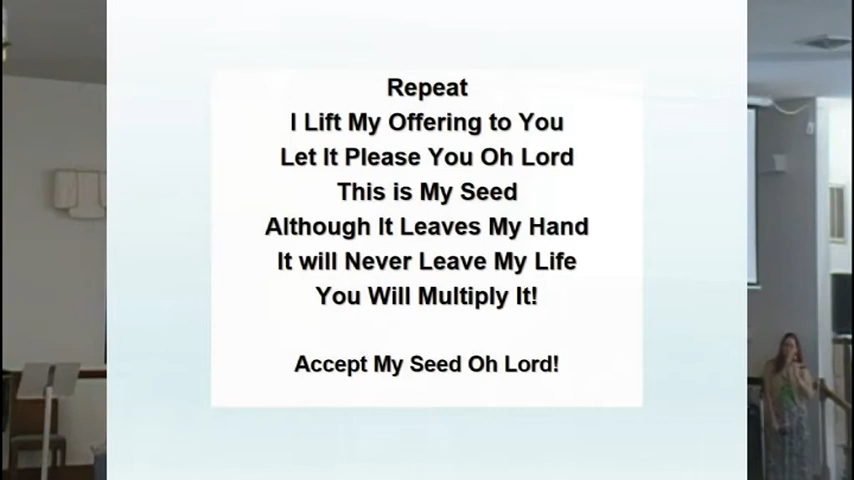 Repeat
I Lift My Offering to You
Let It Please You Oh Lord
This is My Seed
Although It Leaves My Hand
It will Never Leave My Life
You Will Multiply It!
Accept My Seed Oh Lord!